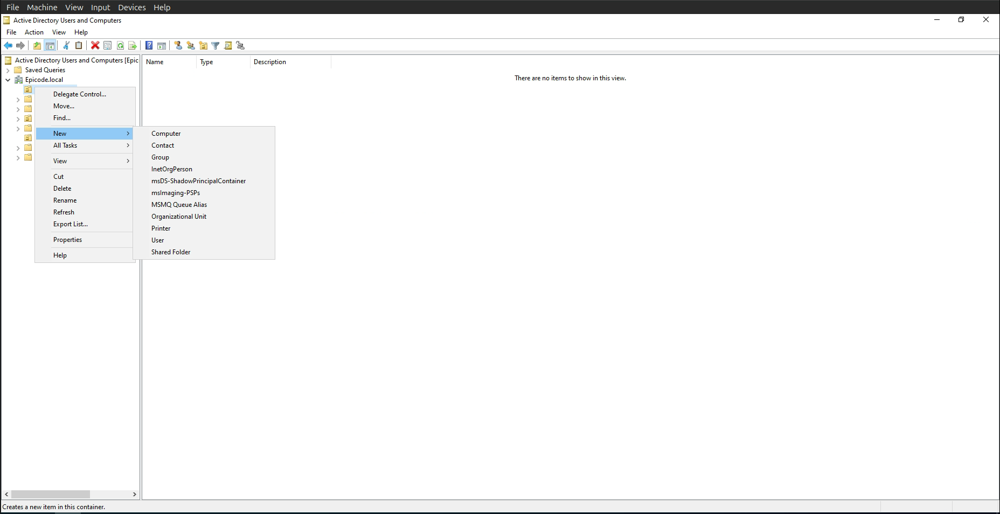 File Machine View Input Devices Help
Active Directory Users and Computers
File Action View Help
Active Directory Users and Computers [Epic
Saved Queries
Epicode.local
Name Type Description
There are no items to show in this view.
Delegate Control...
Move...
Find...
New
All Tasks
View
Cut
Delete
Rename
Refresh
Export List...
Properties
Help
Computer
Contact
Group
InetOrgPerson
msDS-ShadowPrincipalContainer
msImaging-PSPs
MSMQ Queue Alias
Organizational Unit
Printer
User
Shared Folder
Creates a new item in this container.